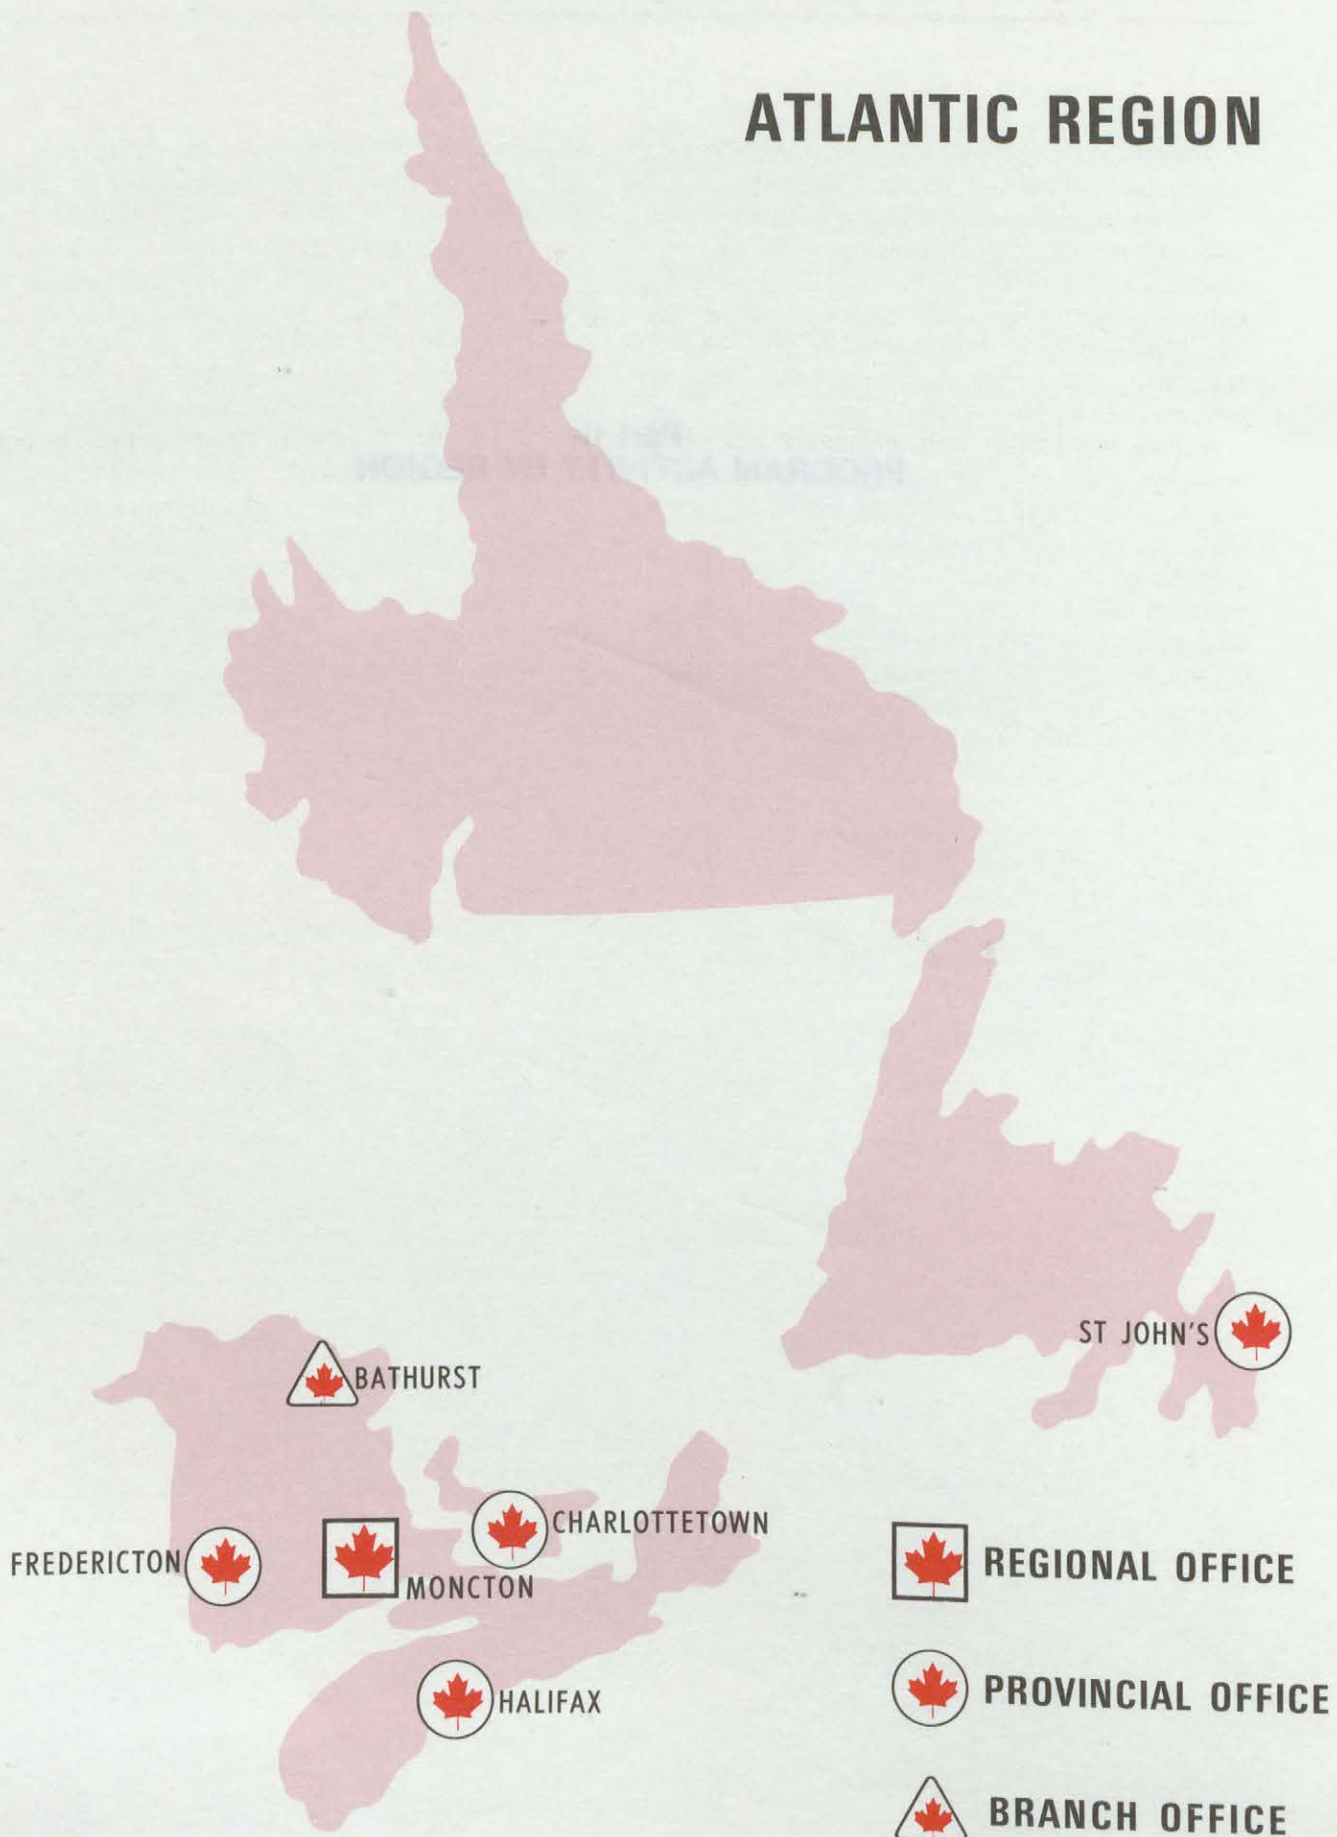 ATLANTIC REGION
ST JOHN'S
BATHURST
CHARLOTTETOWN
FREDERICTON
MONCTON
HALIFAX
REGIONAL OFFICE
PROVINCIAL OFFICE
BRANCH OFFICE